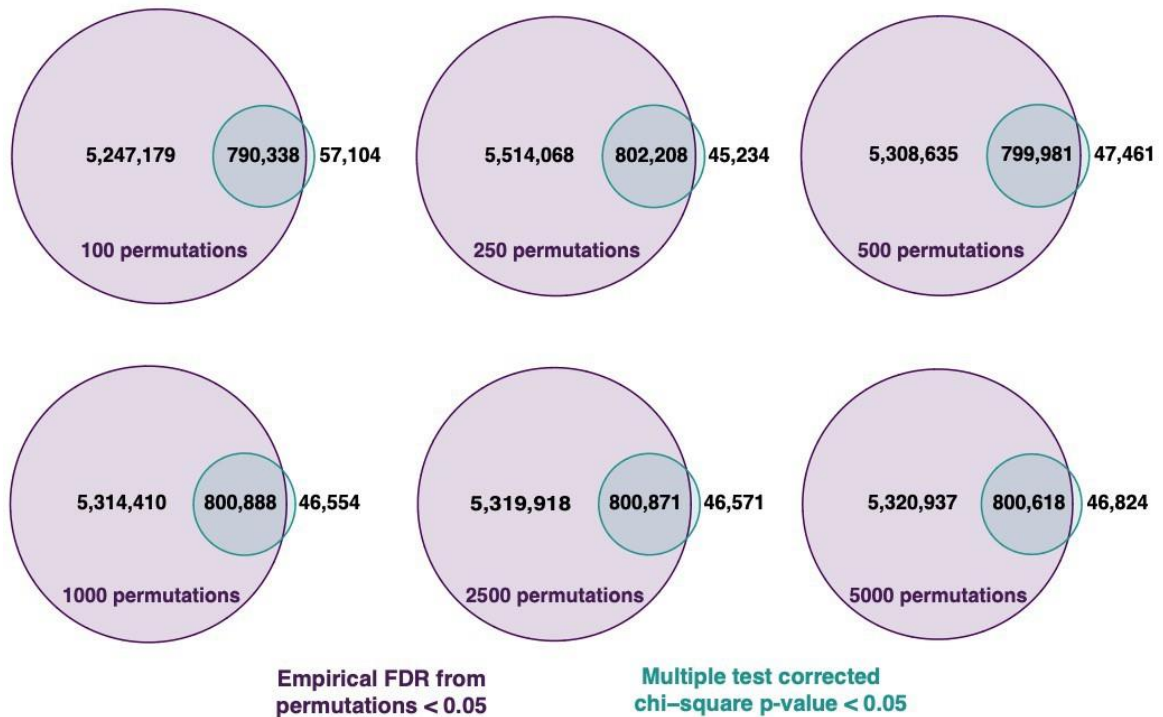 5,247,179 790,338 57,104 5,514,068 802,208 45,234 5,308,635 799,981 47,461
100 permutations 250 permutations 500 permutations
5,314,410 800,888 46,554 5,319,918 800,871 46,571 5,320,937 800,618 46,824
1000 permutations 2500 permutations 5000 permutations
Empirical FDR from
permutations < 0.05
Multiple test corrected
chi–square p-value < 0.05